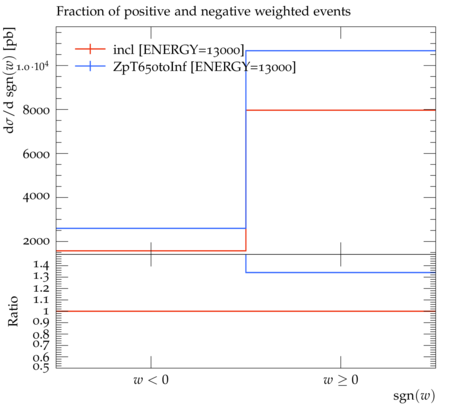 Fraction of positive and negative weighted events
dσ/d sgn(w) [pb]
incl [ENERGY=13000]
ZpT650toInf [ENERGY=13000]
1.0·10⁴
8000
6000
4000
2000
Ratio
1.4
1.3
1.2
1.1
1
0.9
0.8
0.7
0.6
0.5
w < 0
w ≥ 0
sgn(w)